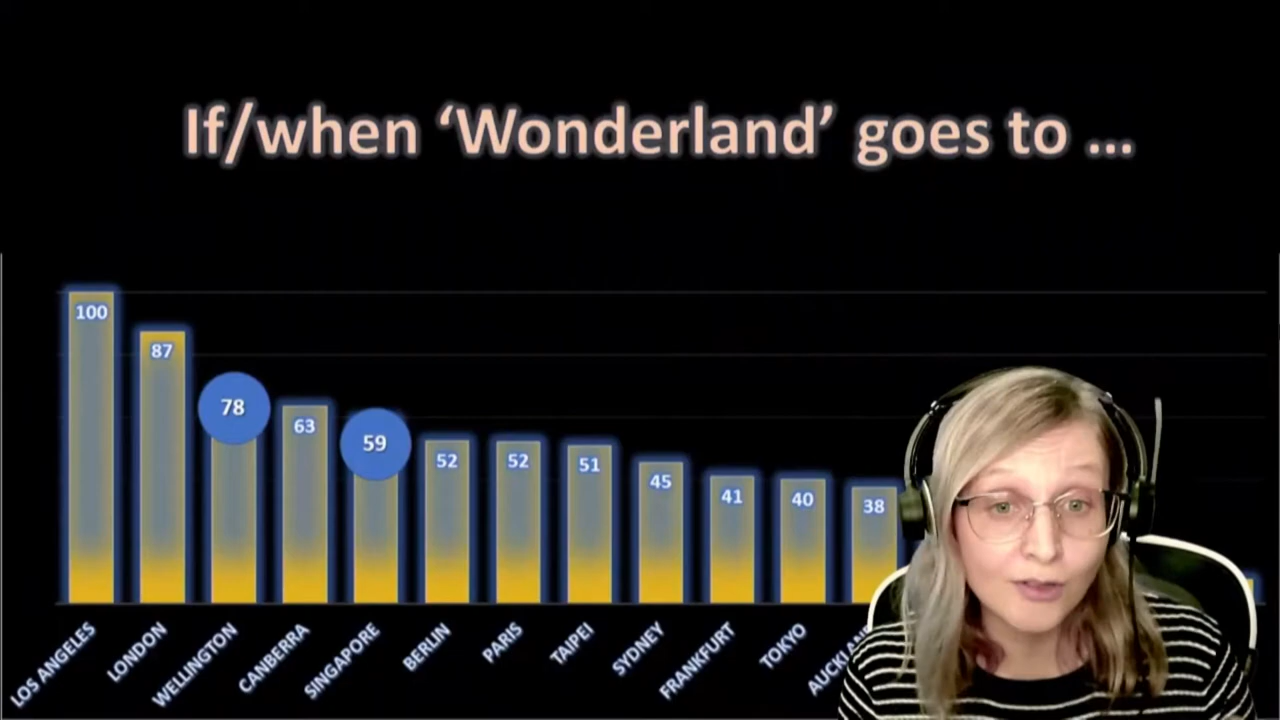 If/when ‘Wonderland’ goes to ...
100
87
78
63
59
52
52
51
45
41
40
38
LOS ANGELES
LONDON
WELLINGTON
CANBERRA
SINGAPORE
BERLIN
PARIS
TAIPEI
SYDNEY
FRANKFURT
TOKYO